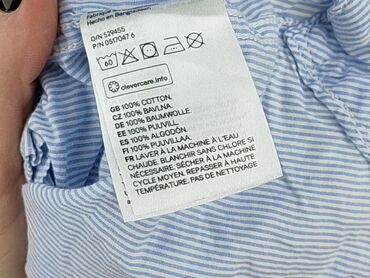 Hecho en Bangladesh
O/N 529455
P/N 0517047 6
60
clevercare.info
GB 100% COTTON.
CZ 100% BAVLNA.
DE 100% BAUMWOLLE
EE 100% PUUVILL.
ES 100% ALGODÓN.
FI 100% PUUVILLAA.
FR LAVER À LA MACHINE À L'EAU
CHAUDE. BLANCHIR SANS CHLORE SI
NÉCESSAIRE. SÉCHER À LA MACHINE
CYCLE MOYEN. REPASSER À HAUTE
TEMPÉRATURE. PAS DE NETTOYAGE